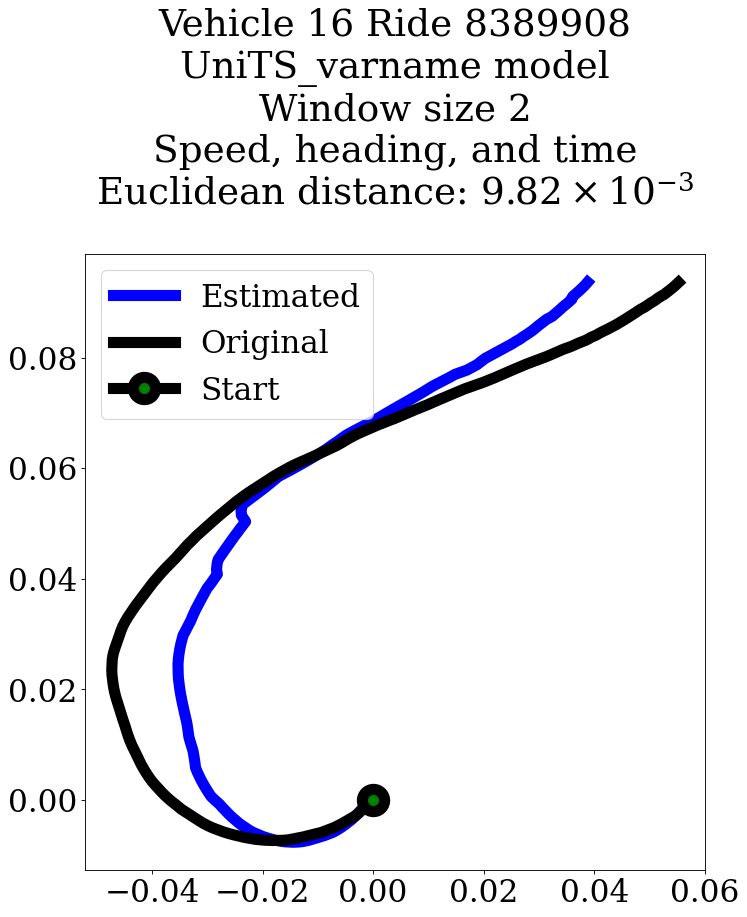 Vehicle 16 Ride 8389908
UniTS_varname model
Window size 2
Speed, heading, and time
Euclidean distance: 9.82 × 10⁻³
Estimated
Original
Start
0.08
0.06
0.04
0.02
0.00
−0.04 −0.02 0.00 0.02 0.04 0.06